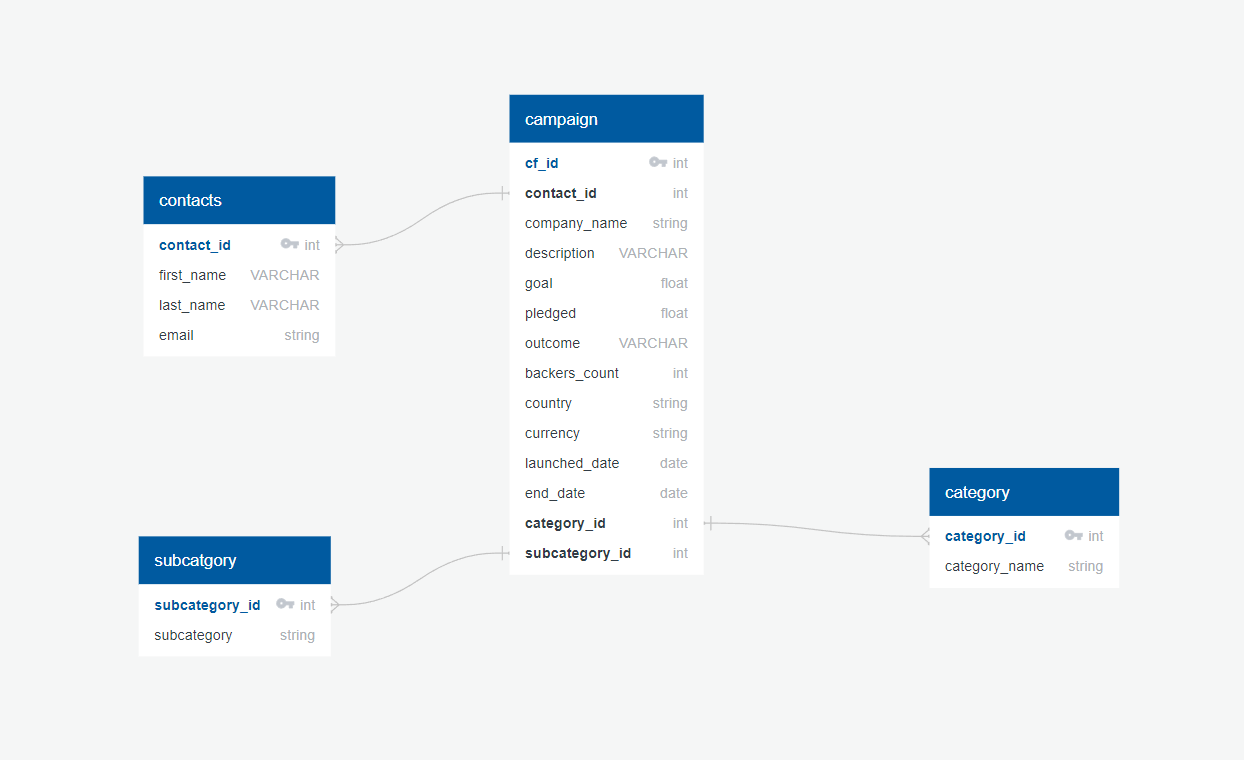 contacts
contact_id int
first_name VARCHAR
last_name VARCHAR
email string
campaign
cf_id int
contact_id int
company_name string
description VARCHAR
goal float
pledged float
outcome VARCHAR
backers_count int
country string
currency string
launched_date date
end_date date
category_id int
subcategory_id int
subcatgory
subcategory_id int
subcategory string
category
category_id int
category_name string